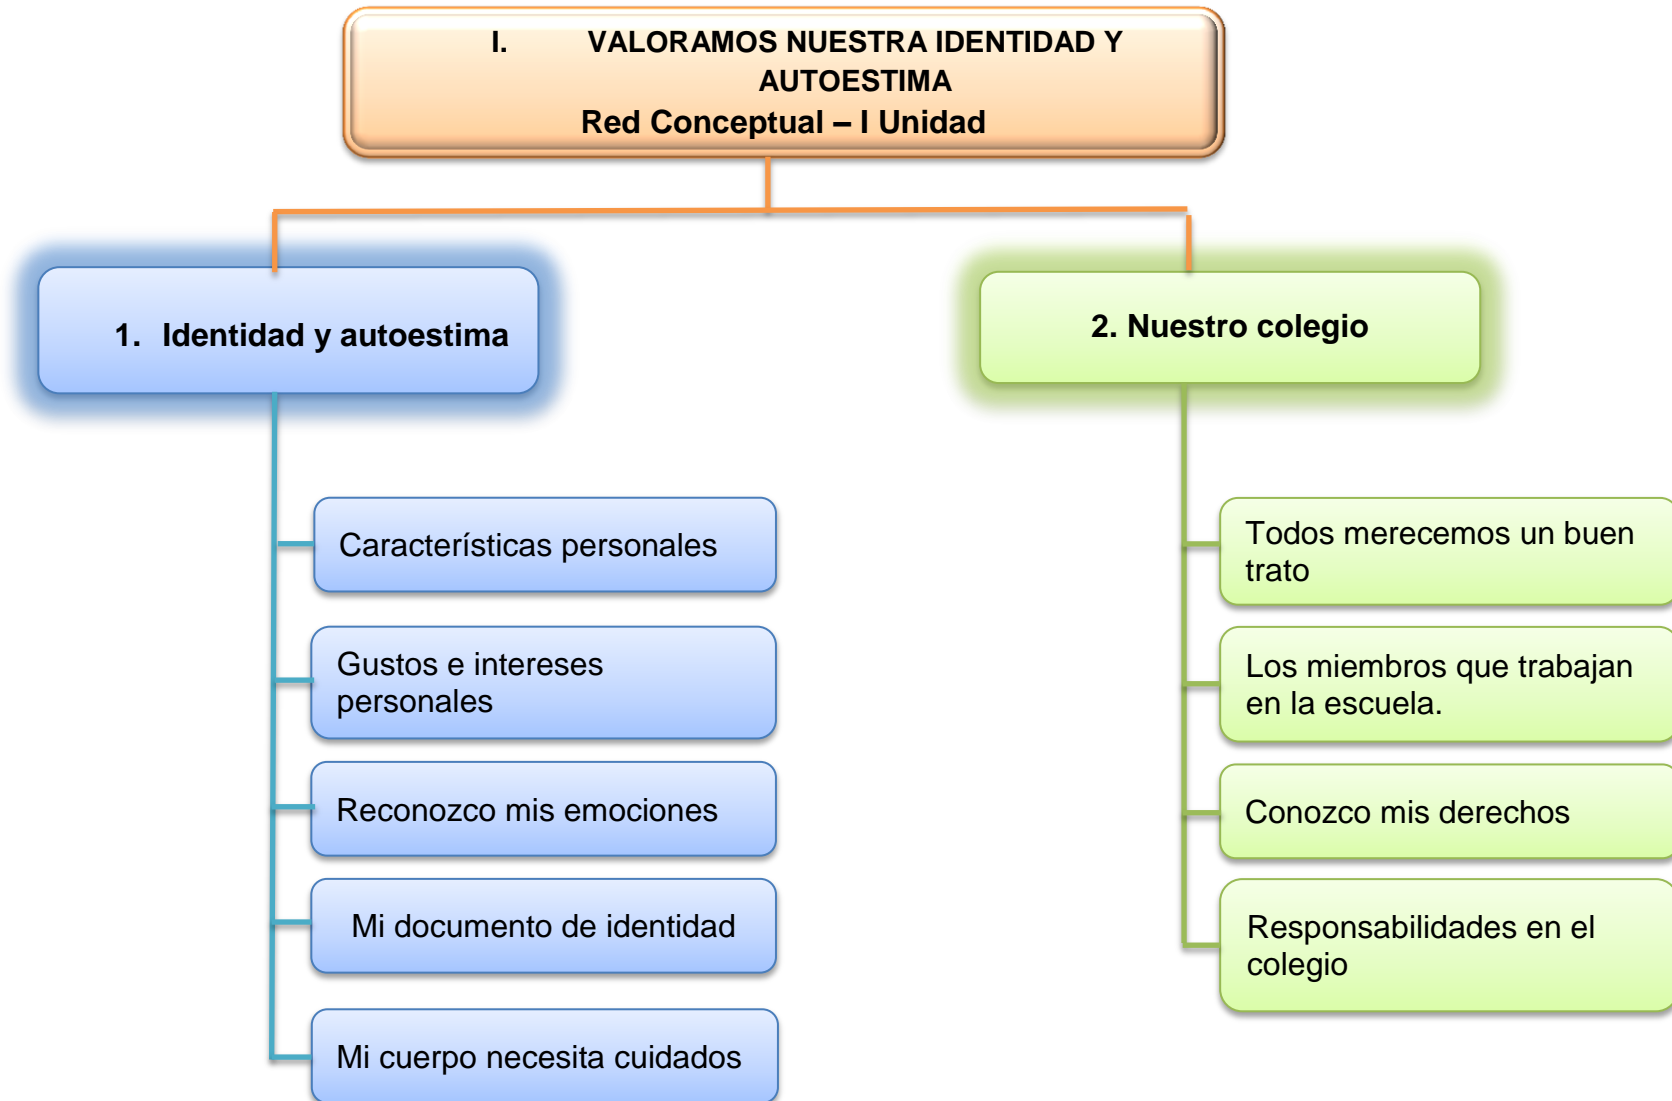 I. VALORAMOS NUESTRA IDENTIDAD Y
AUTOESTIMA
Red Conceptual – I Unidad
1. Identidad y autoestima
Características personales
Gustos e intereses
personales
Reconozco mis emociones
Mi documento de identidad
Mi cuerpo necesita cuidados
2. Nuestro colegio
Todos merecemos un buen
trato
Los miembros que trabajan
en la escuela.
Conozco mis derechos
Responsabilidades en el
colegio